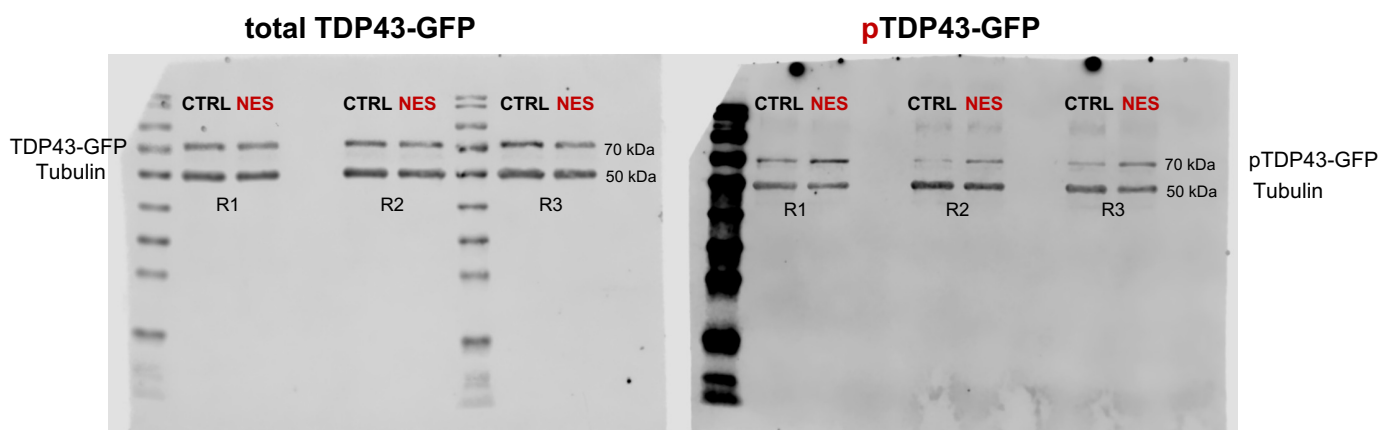 total TDP43-GFP
pTDP43-GFP
CTRL NES
CTRL NES
CTRL NES
CTRL NES
CTRL NES
CTRL NES
TDP43-GFP
Tubulin
70 kDa
50 kDa
R1
R2
R3
70 kDa
50 kDa
pTDP43-GFP
Tubulin
R1
R2
R3